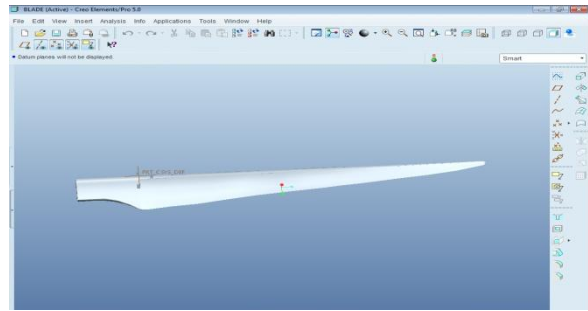 BLADE (Active) - Creo Elements/Pro 5.0
File Edit View Insert Analysis Info Applications Tools Window Help
Datum planes will not be displayed.
Smart
PRT_CSYS_DEF